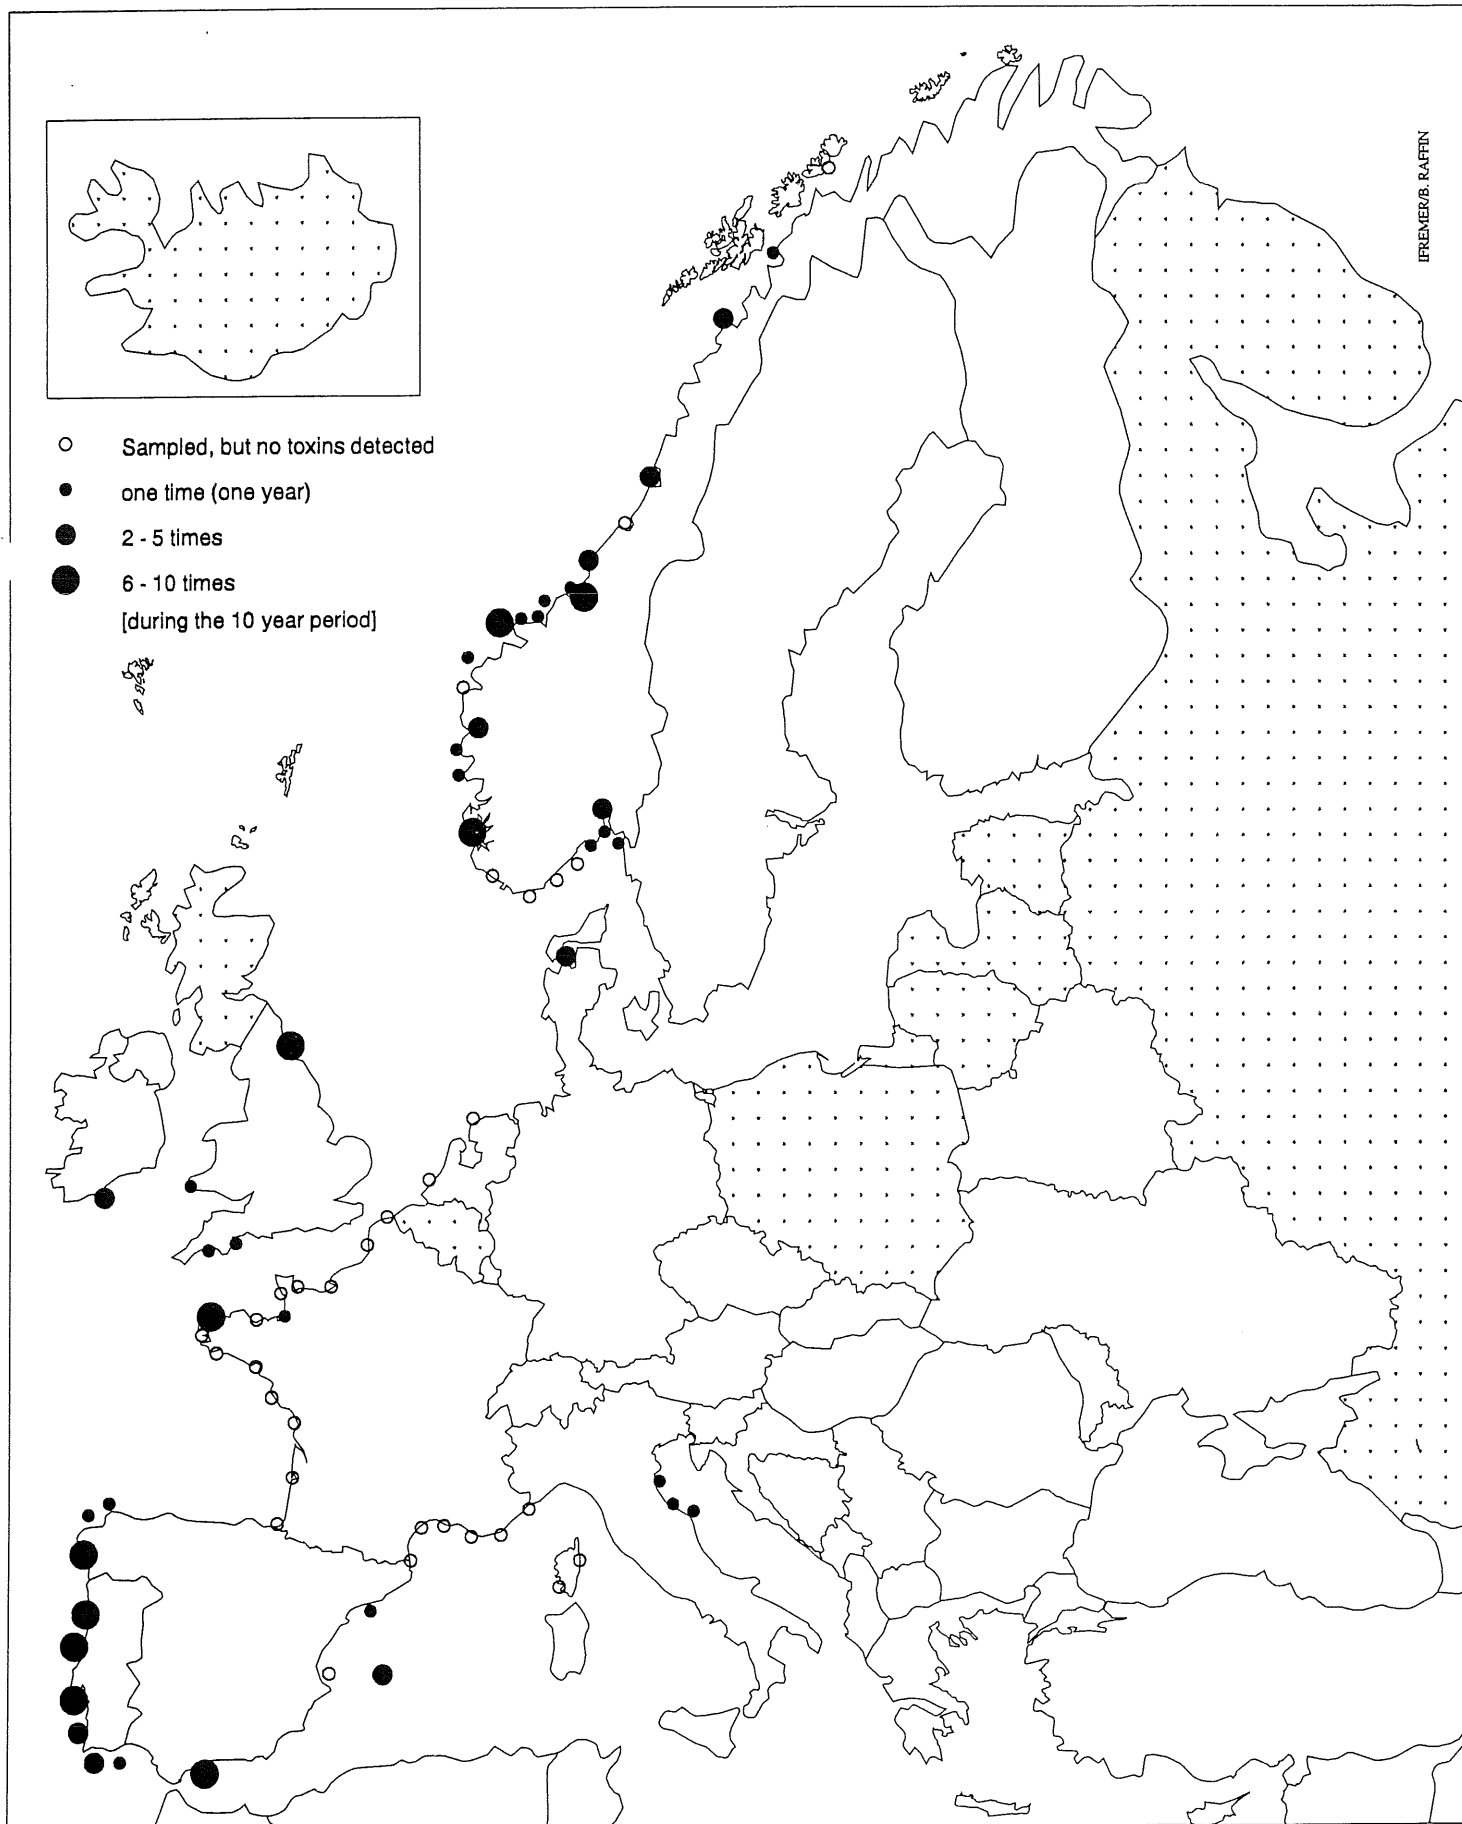 IFREMER/B. RAFFIN
Sampled, but no toxins detected
one time (one year)
2 - 5 times
6 - 10 times
[during the 10 year period]